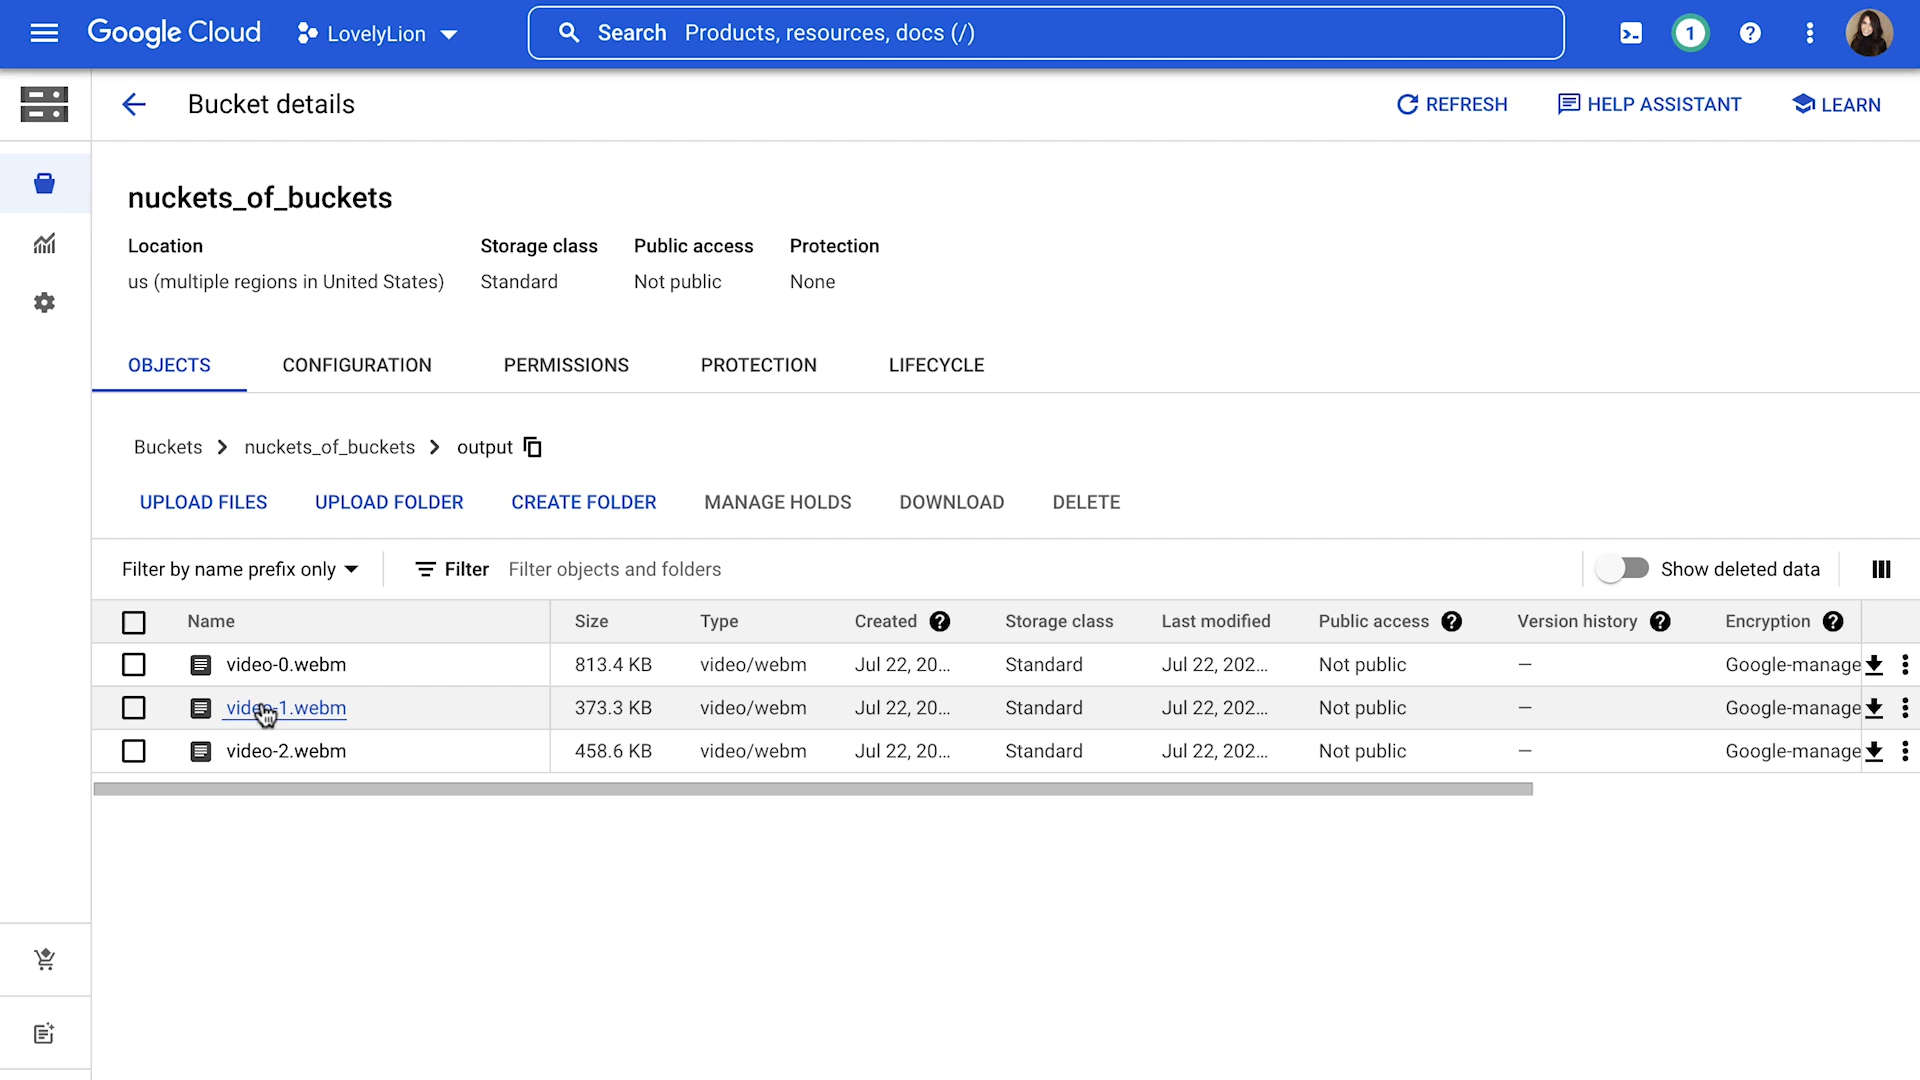 Google Cloud LovelyLion Search Products, resources, docs (/) 1 ?
Bucket details REFRESH HELP ASSISTANT LEARN
nuckets_of_buckets
Location Storage class Public access Protection
us (multiple regions in United States) Standard Not public None
OBJECTS CONFIGURATION PERMISSIONS PROTECTION LIFECYCLE
Buckets > nuckets_of_buckets > output
UPLOAD FILES UPLOAD FOLDER CREATE FOLDER MANAGE HOLDS DOWNLOAD DELETE
Filter by name prefix only Filter Filter objects and folders Show deleted data
Name Size Type Created ? Storage class Last modified Public access ? Version history ? Encryption ?
video-0.webm 813.4 KB video/webm Jul 22, 20... Standard Jul 22, 202... Not public — Google-manage
video-1.webm 373.3 KB video/webm Jul 22, 20... Standard Jul 22, 202... Not public — Google-manage
video-2.webm 458.6 KB video/webm Jul 22, 20... Standard Jul 22, 202... Not public — Google-manage